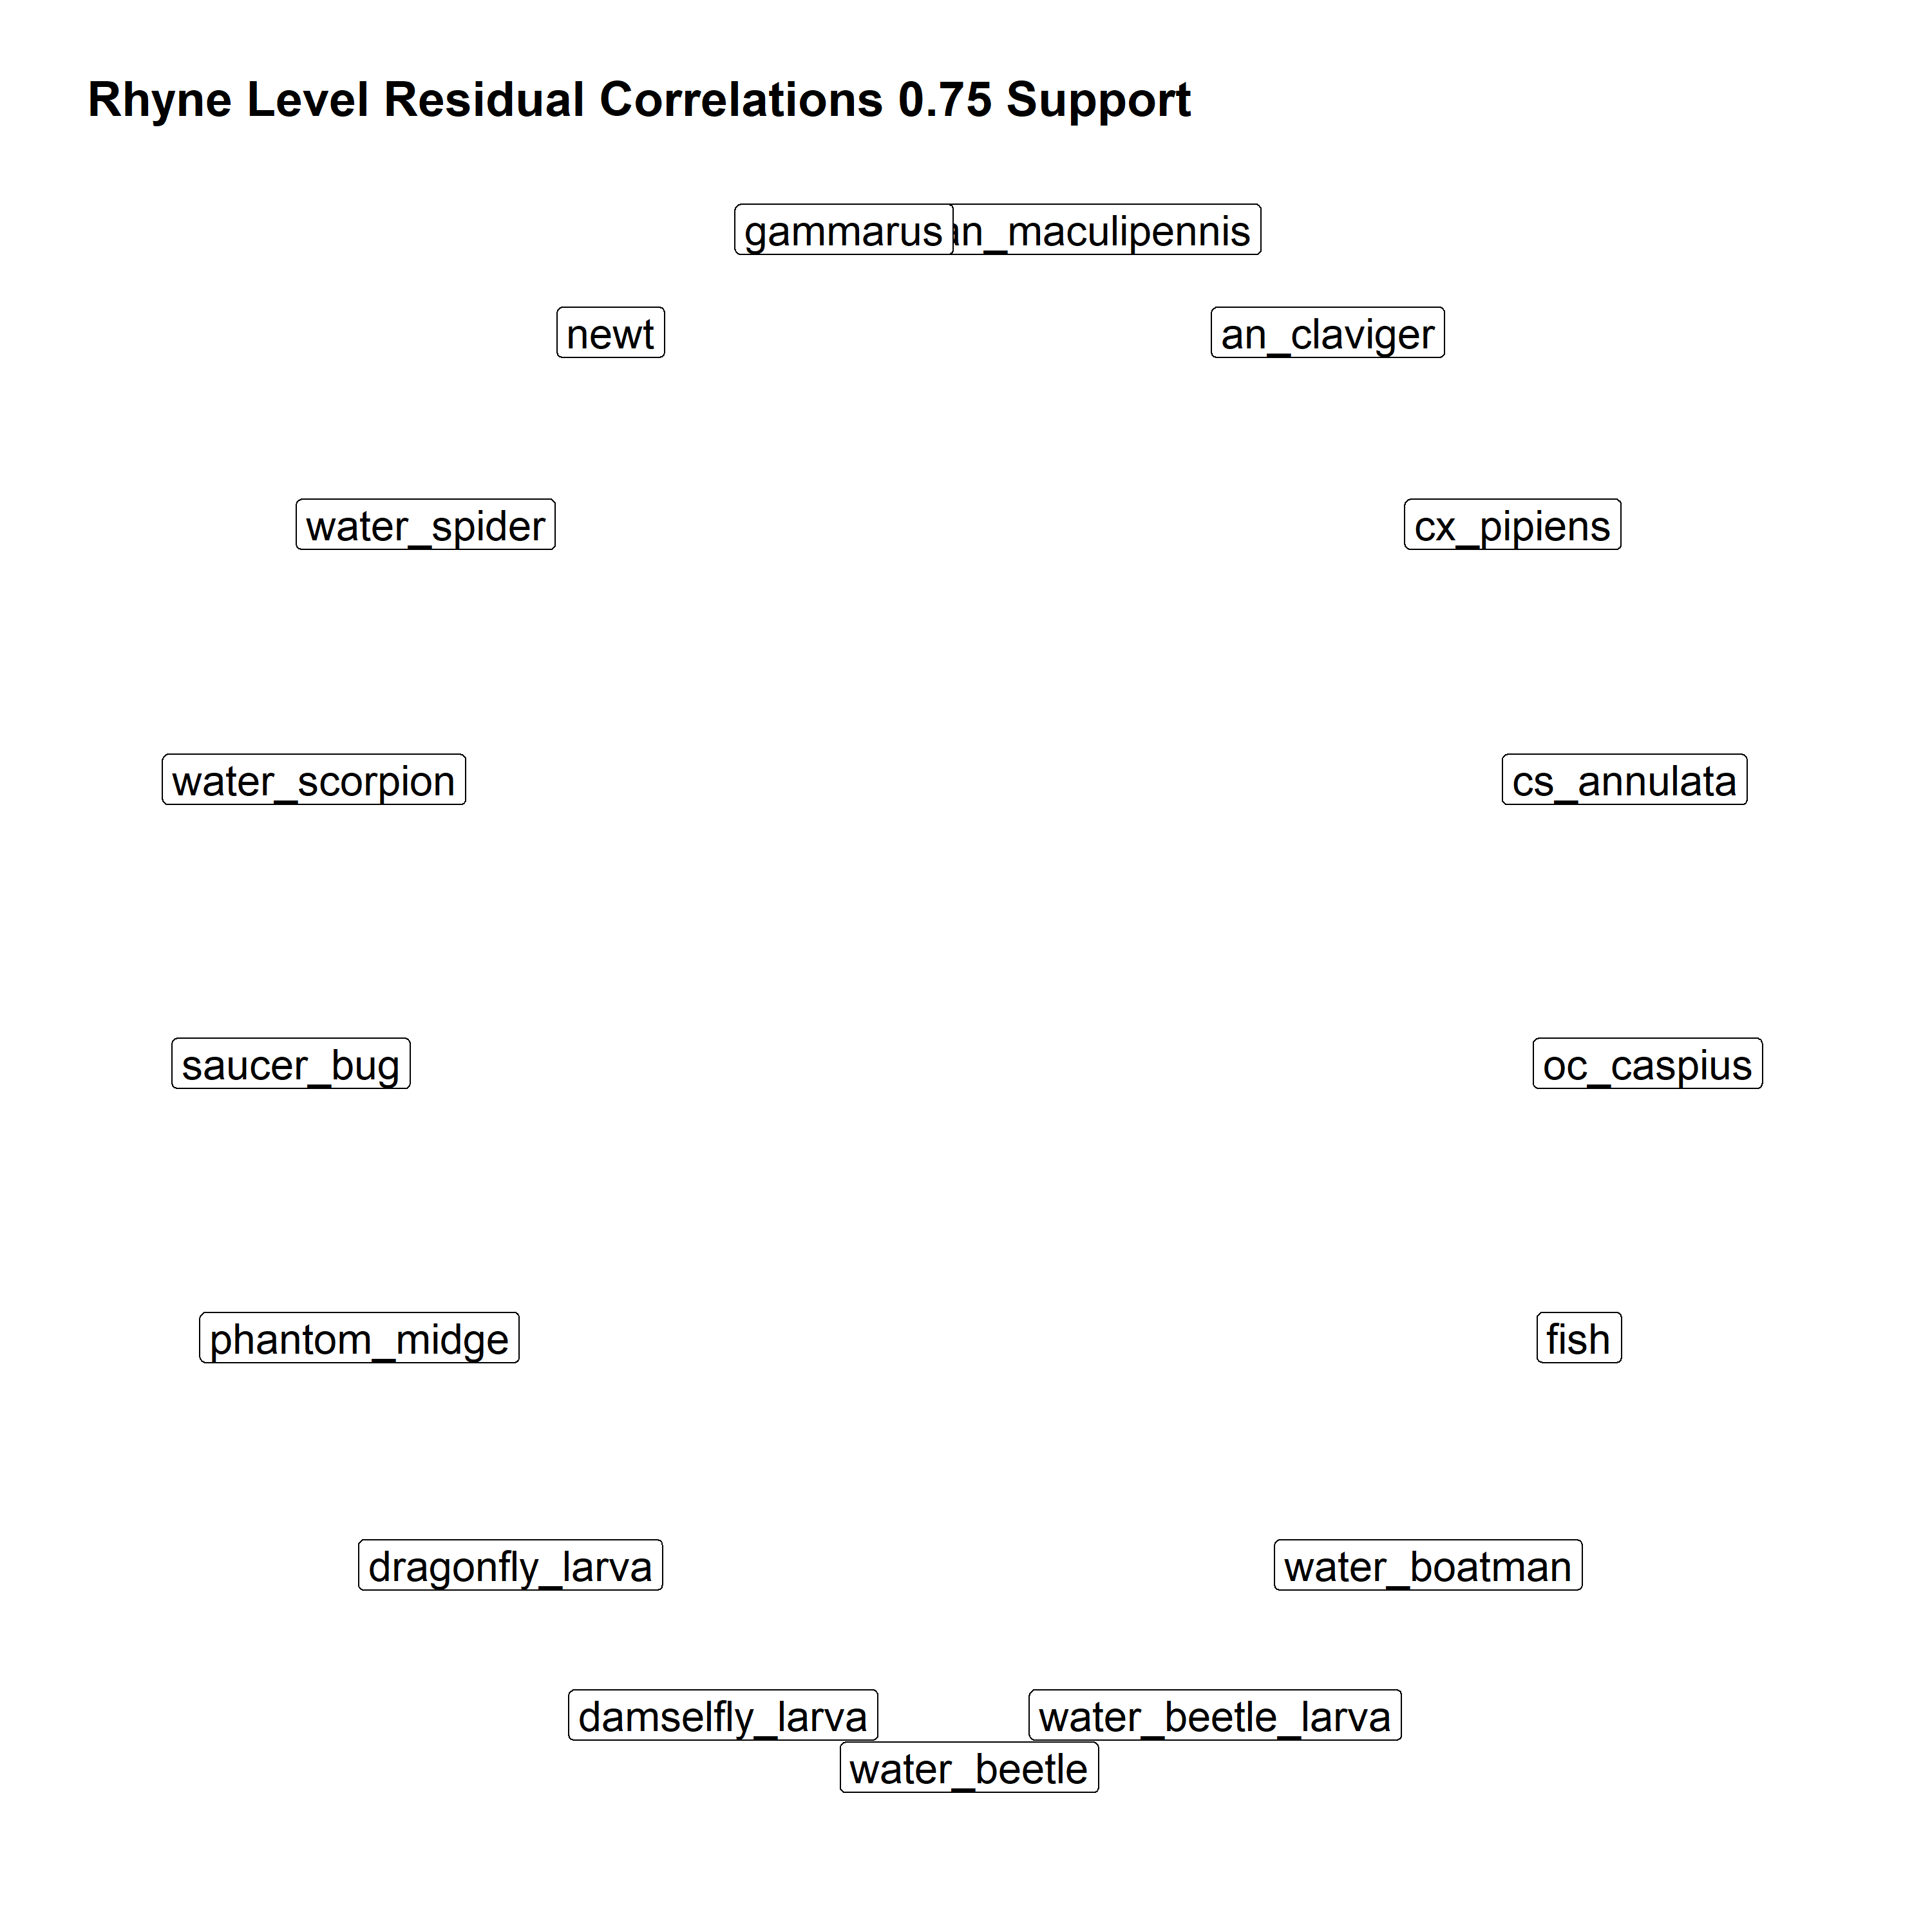 Rhyne Level Residual Correlations 0.75 Support
gammarus
an_maculipennis
newt
an_claviger
water_spider
cx_pipiens
water_scorpion
cs_annulata
saucer_bug
oc_caspius
phantom_midge
fish
dragonfly_larva
water_boatman
damselfly_larva
water_beetle_larva
water_beetle